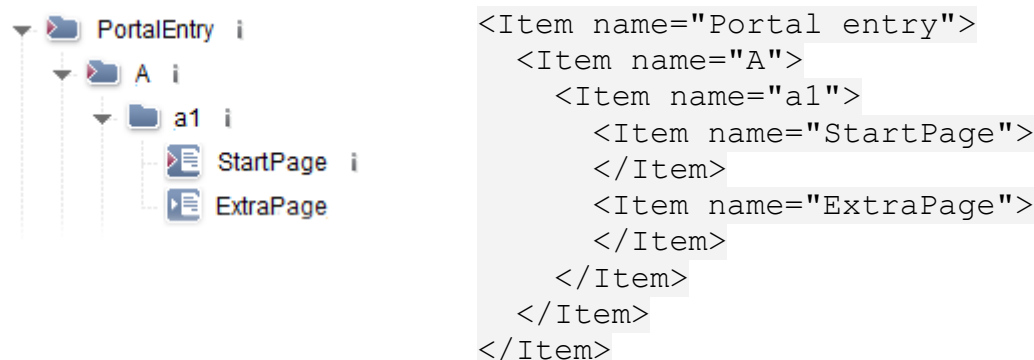 PortalEntry i
A i
a1 i
StartPage i
ExtraPage
<Item name="Portal entry">
  <Item name="A">
    <Item name="a1">
      <Item name="StartPage">
      </Item>
      <Item name="ExtraPage">
      </Item>
    </Item>
  </Item>
</Item>